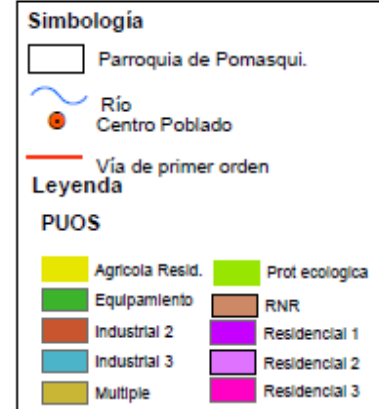 Simbología
Parroquia de Pomasqui.
Río
Centro Poblado
Vía de primer orden
Leyenda
PUOS
Agricola Resid.
Equipamiento
Industrial 2
Industrial 3
Multiple
Prot ecologica
RNR
Residencial 1
Residencial 2
Residencial 3